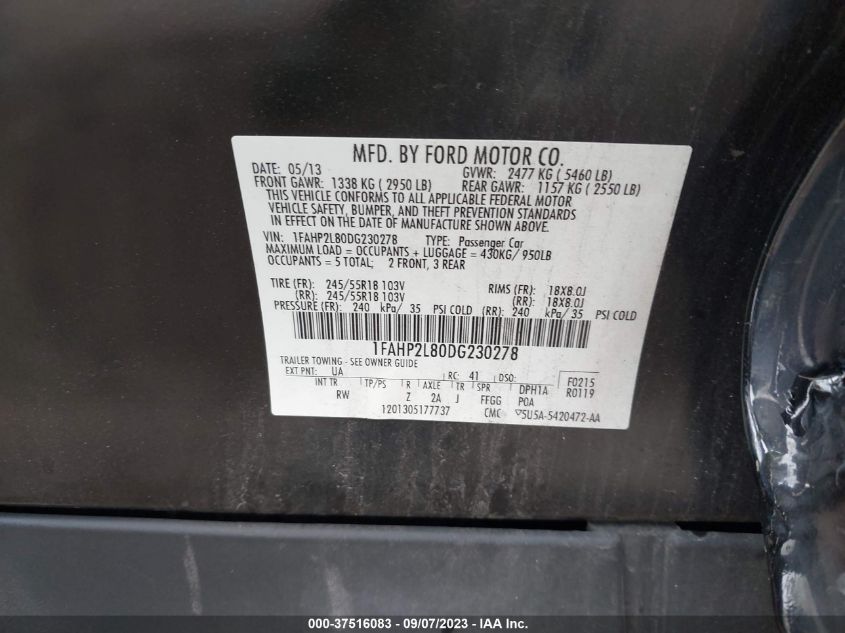 MFD. BY FORD MOTOR CO.
DATE: 05/13 GVWR: 2477 KG ( 5460 LB)
FRONT GAWR: 1338 KG ( 2950 LB) REAR GAWR: 1157 KG ( 2550 LB)
THIS VEHICLE CONFORMS TO ALL APPLICABLE FEDERAL MOTOR
VEHICLE SAFETY, BUMPER, AND THEFT PREVENTION STANDARDS
IN EFFECT ON THE DATE OF MANUFACTURE SHOWN ABOVE.
VIN: 1FAHP2L80DG230278 TYPE: Passenger Car
MAXIMUM LOAD = OCCUPANTS + LUGGAGE = 430KG/ 950LB
OCCUPANTS = 5 TOTAL; 2 FRONT, 3 REAR
TIRE (FR): 245/55R18 103V RIMS (FR): 18X8.0J
(RR): 245/55R18 103V (RR): 18X8.0J
PRESSURE (FR): 240 kPa/ 35 PSI COLD (RR): 240 kPa/ 35 PSI COLD
1FAHP2L80DG230278
TRAILER TOWING - SEE OWNER GUIDE
EXT PNT: UA RC: 41 DSO: F0215
INT TR TP/PS R AXLE TR SPR DPH1A R0119
RW Z 2A J FFGG POA
1201305177737 CMC 5U5A-5420472-AA
000-37516083 - 09/07/2023 - IAA Inc.